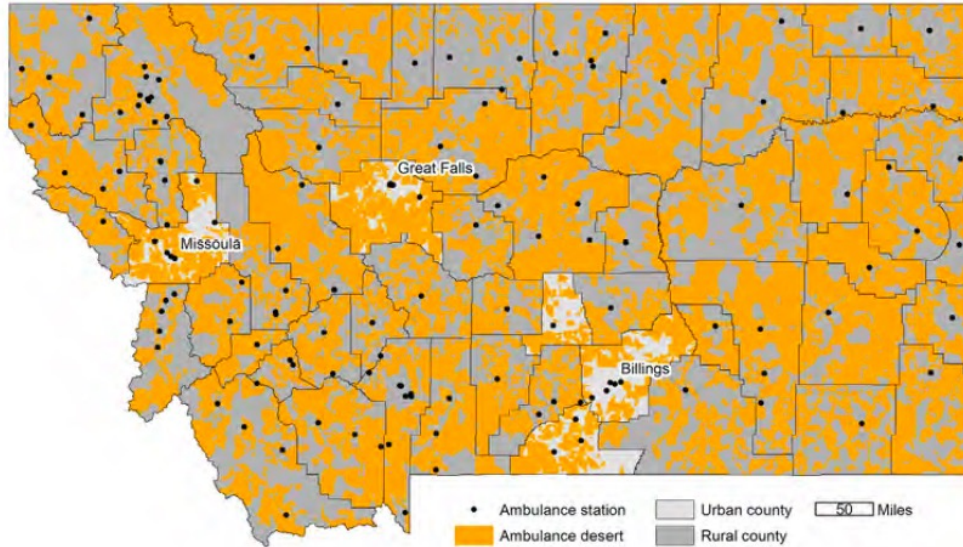 Great Falls
Missoula
Billings
Ambulance station
Urban county
50 Miles
Ambulance desert
Rural county